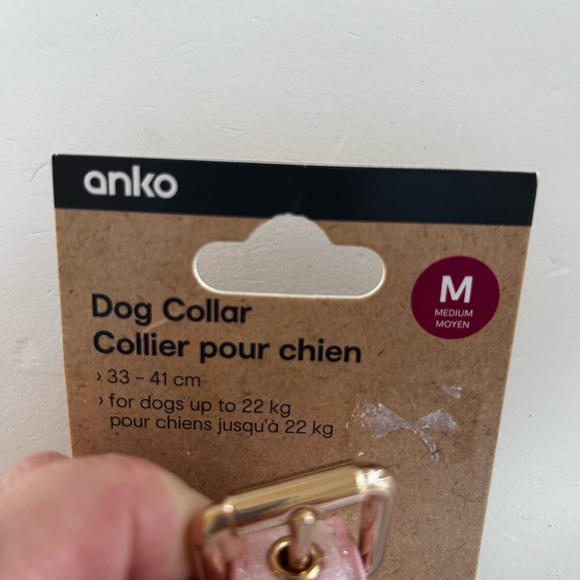 anko
M
MEDIUM
MOYEN
Dog Collar
Collier pour chien
› 33 - 41 cm
› for dogs up to 22 kg
pour chiens jusqu'à 22 kg